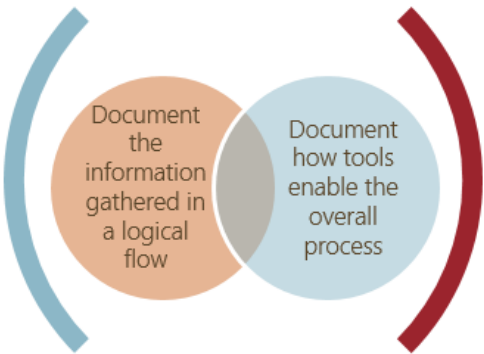 Document
the
information
gathered in
a logical
flow
Document
how tools
enable the
overall
process